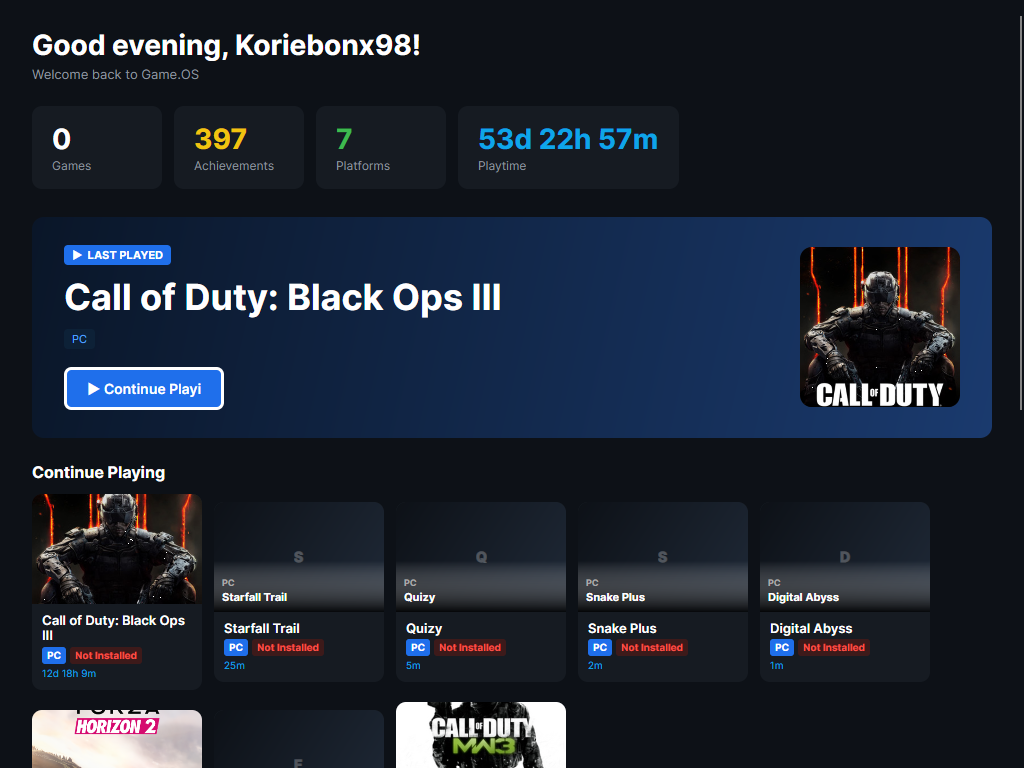 Good evening, Koriebonx98!
Welcome back to Game.OS
0
Games
397
Achievements
7
Platforms
53d 22h 57m
Playtime
▶ LAST PLAYED
Call of Duty: Black Ops III
PC
▶ Continue Playi
CALL OF DUTY
Continue Playing
Call of Duty: Black Ops
III
PC Not Installed
12d 18h 9m
S
PC
Starfall Trail
Starfall Trail
PC Not Installed
25m
Q
PC
Quizy
Quizy
PC Not Installed
5m
S
PC
Snake Plus
Snake Plus
PC Not Installed
2m
D
PC
Digital Abyss
Digital Abyss
PC Not Installed
1m
FORZA
HORIZON 2
CALL OF DUTY
MW3